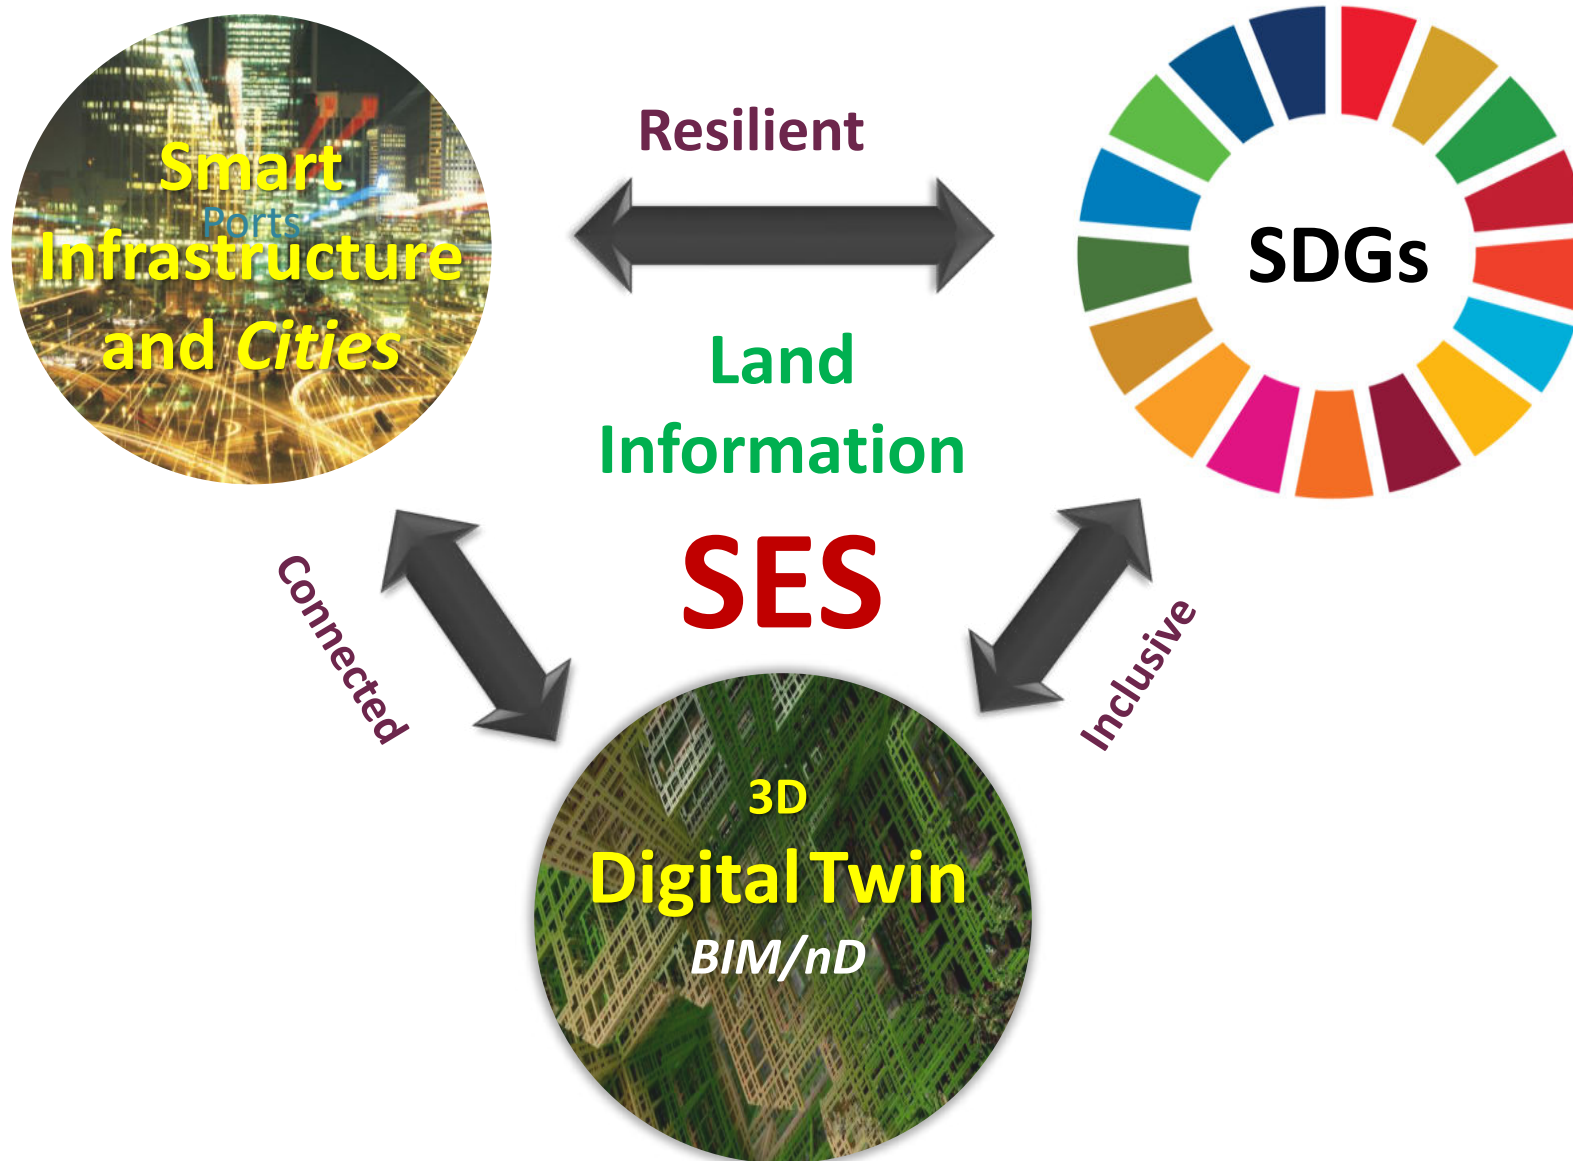 Resilient
Smart
Ports
Infrastructure
and Cities
SDGs
Land
Information
SES
Connected
Inclusive
3D
Digital Twin
BIM/nD